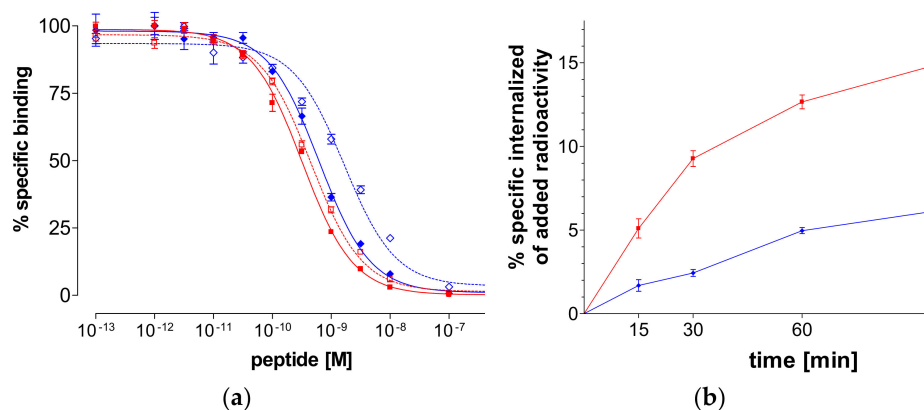 % specific binding
100
75
50
25
0
10-13
10-12
10-11
10-10
10-9
10-8
10-7
peptide [M]
(a)
% specific internalized
of added radioactivity
15
10
5
0
15
30
60
time [min]
(b)